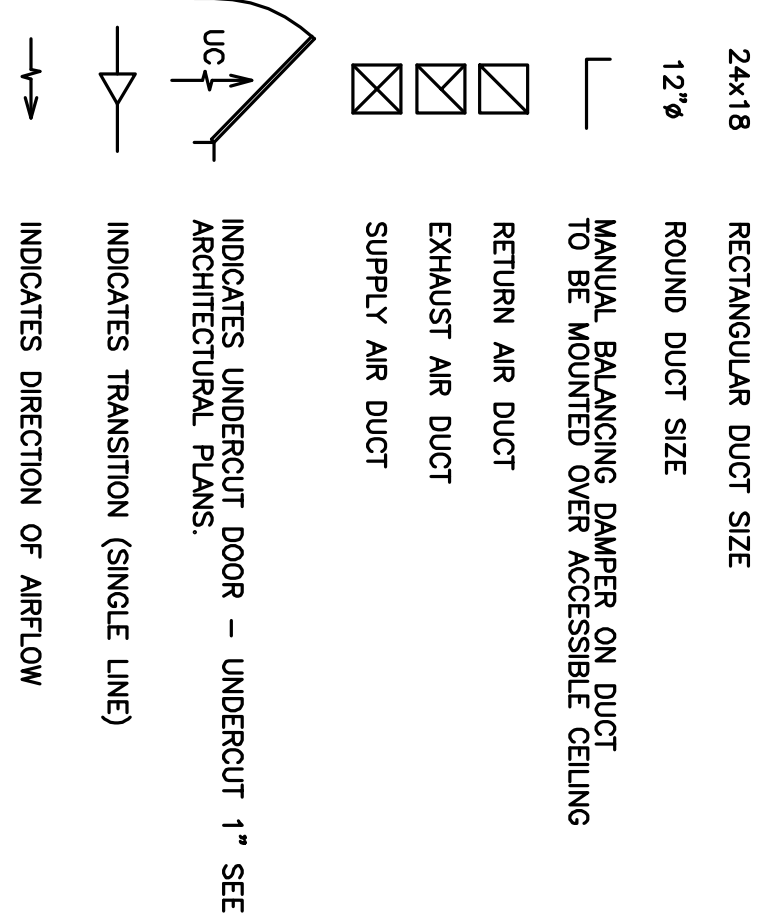 24x18 RECTANGULAR DUCT SIZE
12"ø ROUND DUCT SIZE
MANUAL BALANCING DAMPER ON DUCT
TO BE MOUNTED OVER ACCESSIBLE CEILING
RETURN AIR DUCT
EXHAUST AIR DUCT
SUPPLY AIR DUCT
UC INDICATES UNDERCUT DOOR – UNDERCUT 1" SEE
ARCHITECTURAL PLANS.
INDICATES TRANSITION (SINGLE LINE)
INDICATES DIRECTION OF AIRFLOW